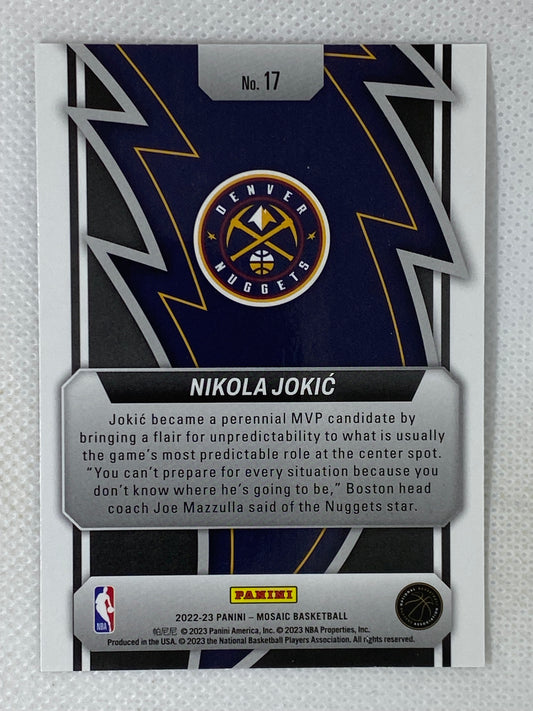 No. 17
DENVER
NUGGETS
NIKOLA JOKIĆ
Jokić became a perennial MVP candidate by
bringing a flair for unpredictability to what is usually
the game's most predictable role at the center spot.
“You can't prepare for every situation because you
don't know where he's going to be,” Boston head
coach Joe Mazzulla said of the Nuggets star.
PANINI
2022-23 PANINI – MOSAIC BASKETBALL
帕尼尼 © 2023 Panini America, Inc. © 2023 NBA Properties, Inc.
Produced in the USA. © 2023 the National Basketball Players Association. All rights reserved.
NBA